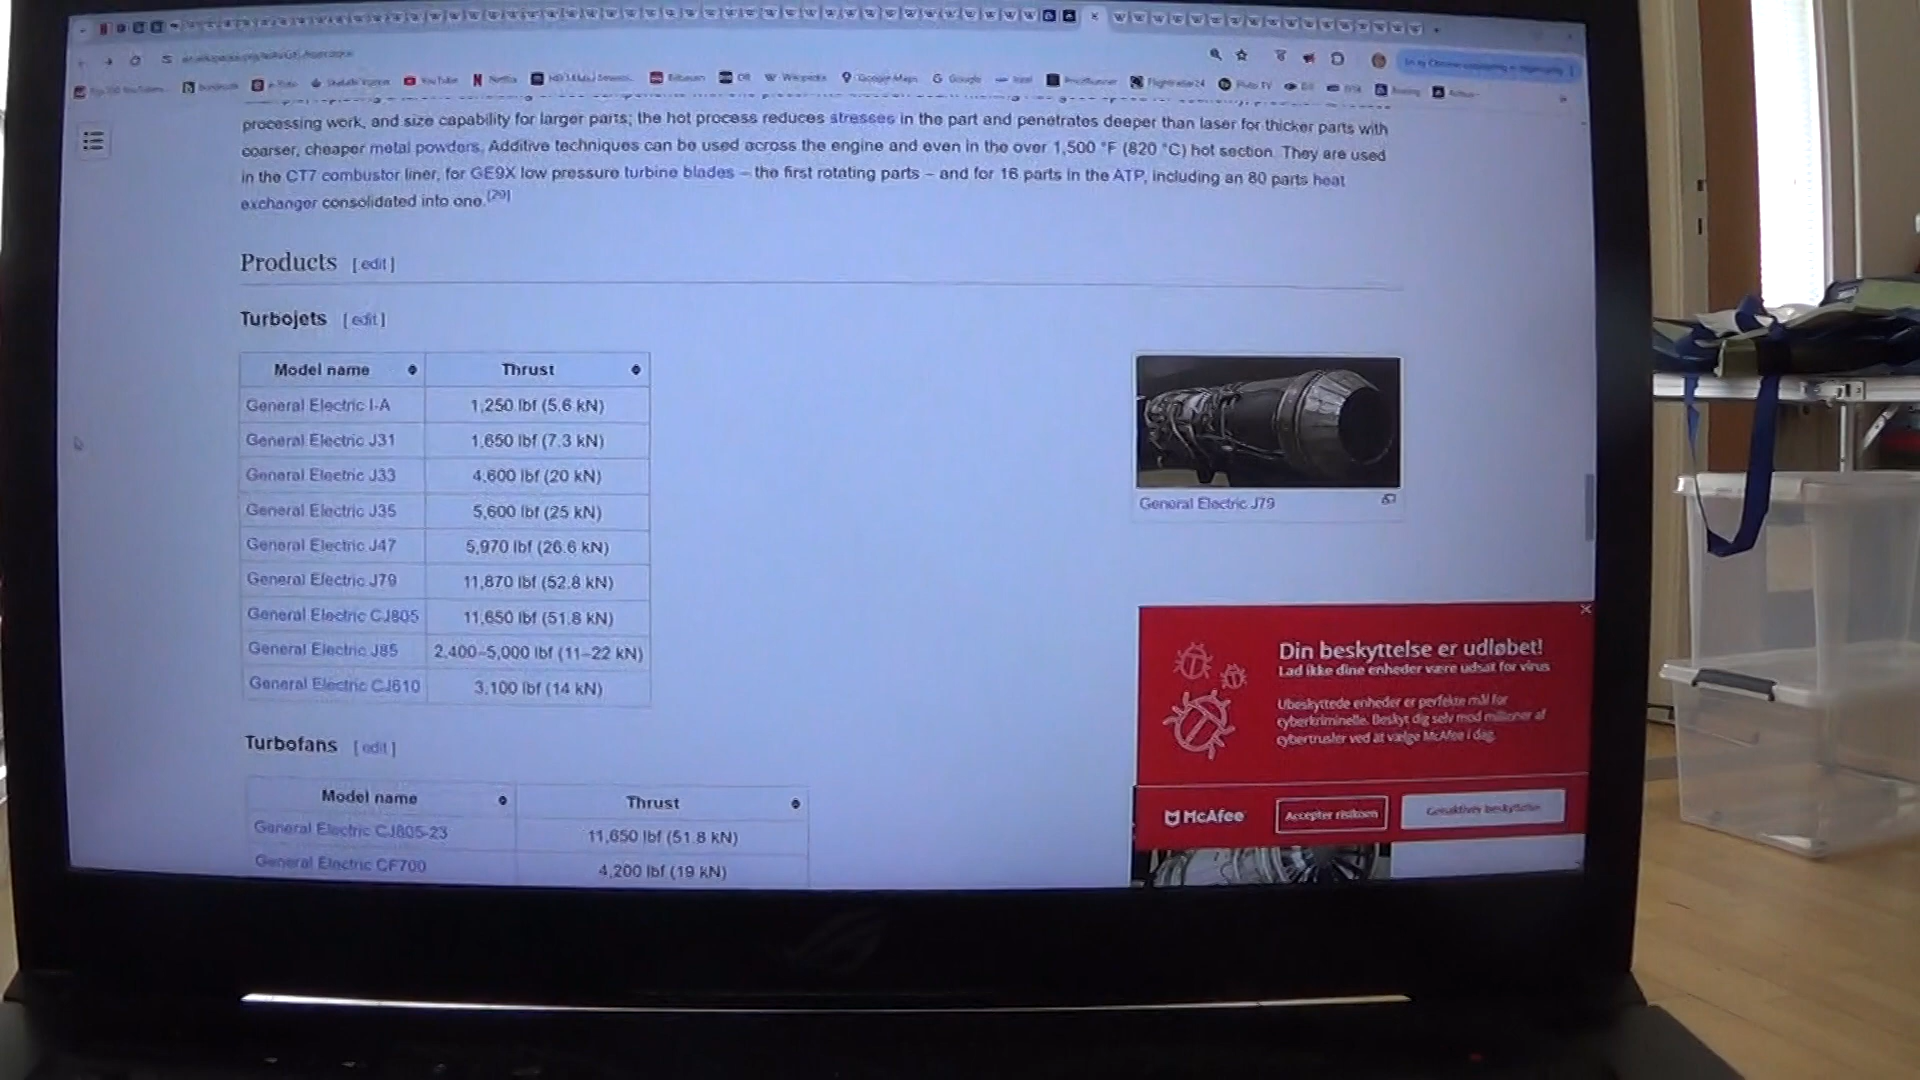 YouTube
Netflix
Wikipedia
Google Maps
Google
Flightradar24
Pluto TV
processing work, and size capability for larger parts; the hot process reduces stresses in the part and penetrates deeper than laser for thicker parts with
coarser, cheaper metal powders. Additive techniques can be used across the engine and even in the over 1,500 °F (820 °C) hot section. They are used
in the CT7 combustor liner, for GE9X low pressure turbine blades – the first rotating parts – and for 16 parts in the ATP, including an 80 parts heat
exchanger consolidated into one.[29]
Products [edit]
Turbojets [edit]
Model name Thrust
General Electric I-A 1,250 lbf (5.6 kN)
General Electric J31 1,650 lbf (7.3 kN)
General Electric J33 4,600 lbf (20 kN)
General Electric J35 5,600 lbf (25 kN)
General Electric J47 5,970 lbf (26.6 kN)
General Electric J79 11,870 lbf (52.8 kN)
General Electric CJ805 11,650 lbf (51.8 kN)
General Electric J85 2,400–5,000 lbf (11–22 kN)
General Electric CJ610 3,100 lbf (14 kN)
General Electric J79
Turbofans [edit]
Model name Thrust
General Electric CJ805-23 11,650 lbf (51.8 kN)
General Electric CF700 4,200 lbf (19 kN)
Din beskyttelse er udløbet!
Lad ikke dine enheder være udsat for virus
Ubeskyttede enheder er perfekte mål for
cyberkriminelle. Beskyt dig selv mod millioner af
cybertrusler ved at vælge McAfee i dag.
McAfee
Accepter risikoen
Genaktiver beskyttelse